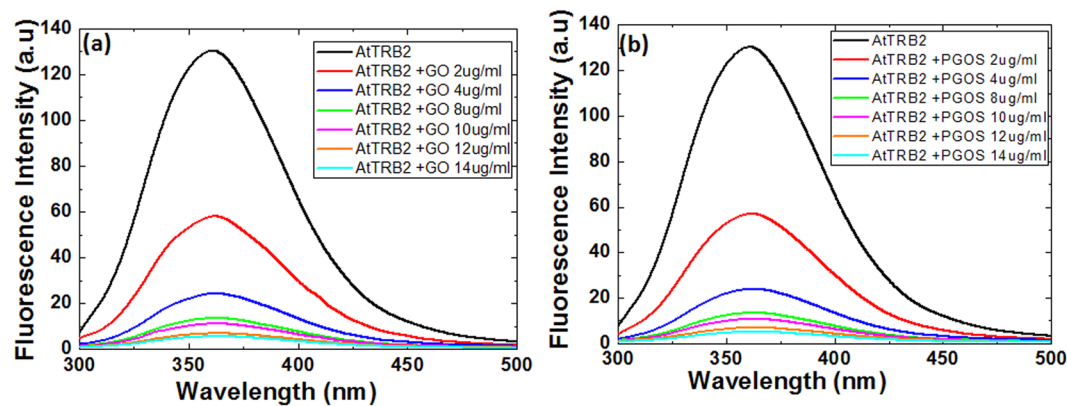 (a)
Fluorescence Intensity (a.u)
140
120
100
80
60
40
20
0
AtTRB2
AtTRB2 +GO 2ug/ml
AtTRB2 +GO 4ug/ml
AtTRB2 +GO 8ug/ml
AtTRB2 +GO 10ug/ml
AtTRB2 +GO 12ug/ml
AtTRB2 +GO 14ug/ml
300 350 400 450 500
Wavelength (nm)
(b)
Fluorescence Intensity (a.u)
140
120
100
80
60
40
20
0
AtTRB2
AtTRB2 +PGOS 2ug/ml
AtTRB2 +PGOS 4ug/ml
AtTRB2 +PGOS 8ug/ml
AtTRB2 +PGOS 10ug/ml
AtTRB2 +PGOS 12ug/ml
AtTRB2 +PGOS 14ug/ml
300 350 400 450 500
Wavelength (nm)